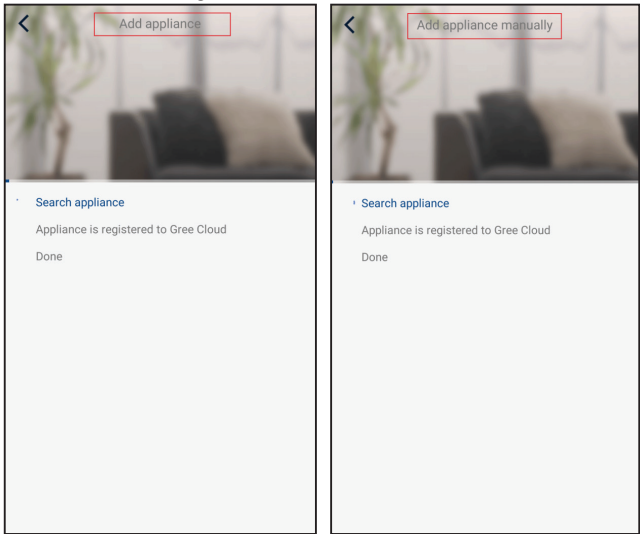 Add appliance
Search appliance
Appliance is registered to Gree Cloud
Done
Add appliance manually
Search appliance
Appliance is registered to Gree Cloud
Done